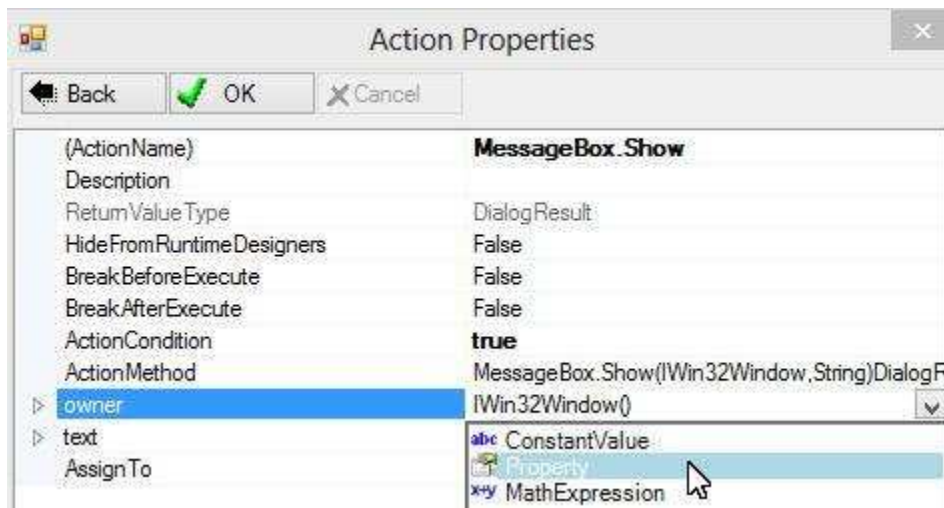 Action Properties
Back OK Cancel
(ActionName) MessageBox.Show
Description
ReturnValueType DialogResult
HideFromRuntimeDesigners False
BreakBeforeExecute False
BreakAfterExecute False
ActionCondition true
ActionMethod MessageBox.Show(IWin32Window,String)DialogR
owner IWin32Window()
text abc ConstantValue
Property
AssignTo
x+y MathExpression